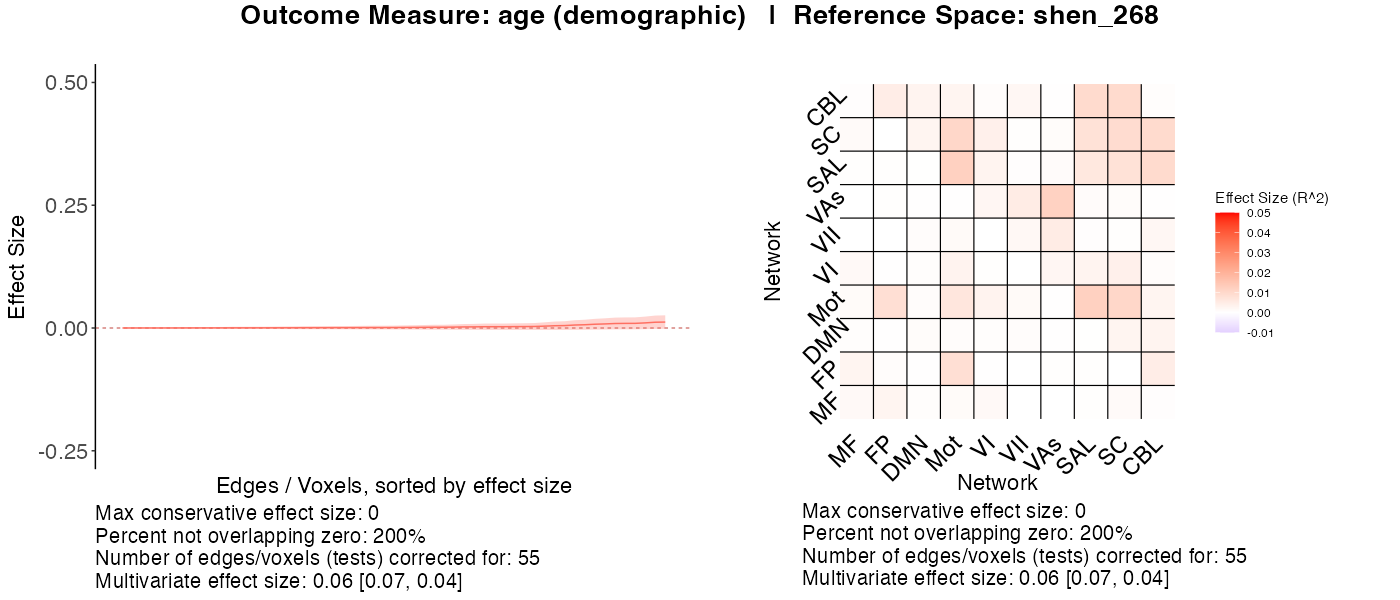 Outcome Measure: age (demographic) | Reference Space: shen_268
0.50
0.25
0.00
-0.25
Effect Size
Edges / Voxels, sorted by effect size
Max conservative effect size: 0
Percent not overlapping zero: 200%
Number of edges/voxels (tests) corrected for: 55
Multivariate effect size: 0.06 [0.07, 0.04]
Network
CBL
SC
SAL
VAs
VII
VI
Mot
DMN
FP
MF
MF FP DMN Mot VI VII VAs SAL SC CBL
Network
Max conservative effect size: 0
Percent not overlapping zero: 200%
Number of edges/voxels (tests) corrected for: 55
Multivariate effect size: 0.06 [0.07, 0.04]
Effect Size (R^2)
0.05
0.04
0.03
0.02
0.01
0.00
-0.01